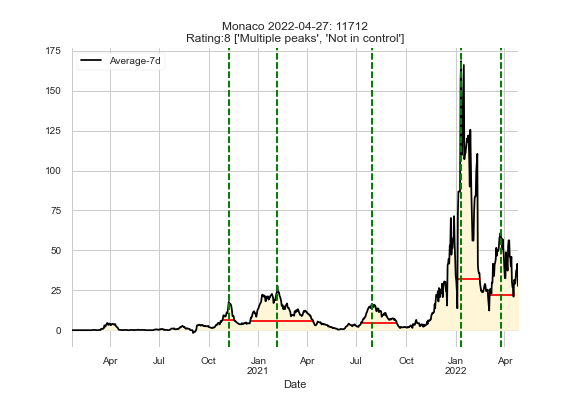 Monaco 2022-04-27: 11712
Rating:8 ['Multiple peaks', 'Not in control']
175
Average-7d
150
125
100
75
50
25
0
Apr Jul Oct Jan Apr Jul Oct Jan Apr
2021 2022
Date